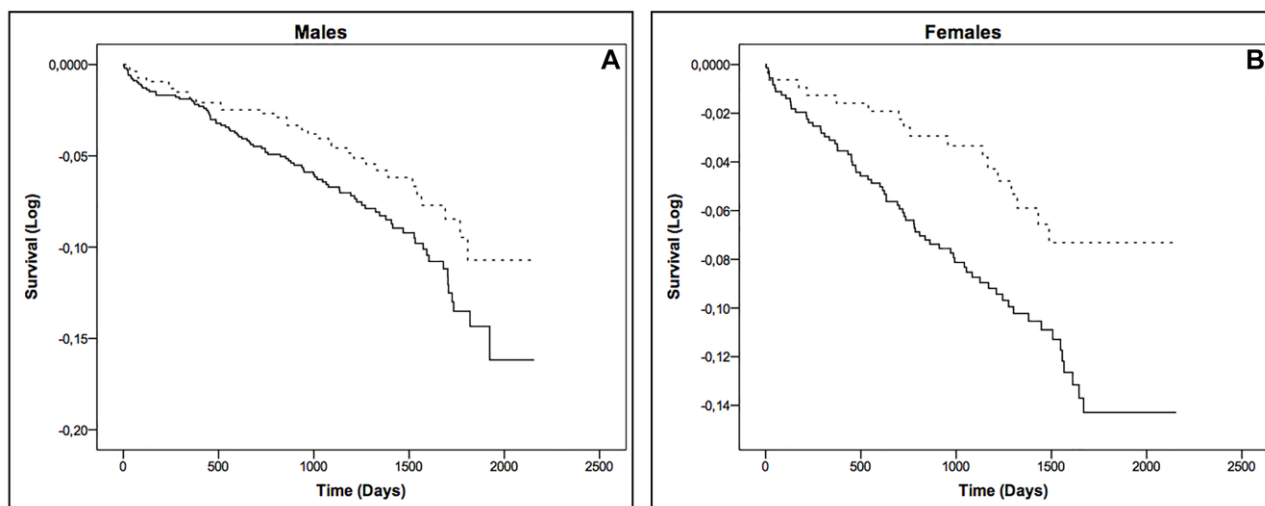 Males
A
0,0000
-0,05
-0,10
-0,15
-0,20
Survival (Log)
0 500 1000 1500 2000 2500
Time (Days)
Females
B
0,0000
-0,02
-0,04
-0,06
-0,08
-0,10
-0,12
-0,14
Survival (Log)
0 500 1000 1500 2000 2500
Time (Days)